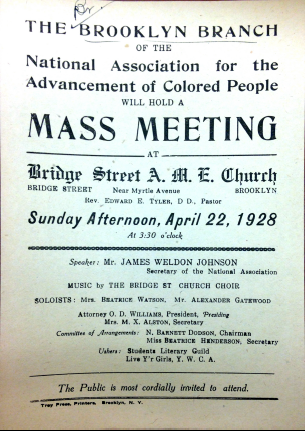 THE BROOKLYN BRANCH
OF THE
National Association for the
Advancement of Colored People
WILL HOLD A
MASS MEETING
AT
Bridge Street A. M. E. Church
BRIDGE STREET Near Myrtle Avenue BROOKLYN
Rev. EDWARD E. TYLER, D D., Pastor
Sunday Afternoon, April 22, 1928
At 3:30 o'clock
Speaker: Mr. JAMES WELDON JOHNSON
Secretary of the National Association
MUSIC BY THE BRIDGE ST CHURCH CHOIR
SOLOISTS: Mrs. BEATRICE WATSON, Mr. ALEXANDER GATEWOOD
Attorney O. D. WILLIAMS, President, Presiding
Mrs. M. X. ALSTON, Secretary
Committee of Arrangements: N. BARNETT DODSON, Chairman
Miss BEATRICE HENDERSON, Secretary
Ushers: Students Literary Guild
Live Y'r Girls, Y. W. C. A.
The Public is most cordially invited to attend.
Troy Press, Printers, Brooklyn, N. Y.